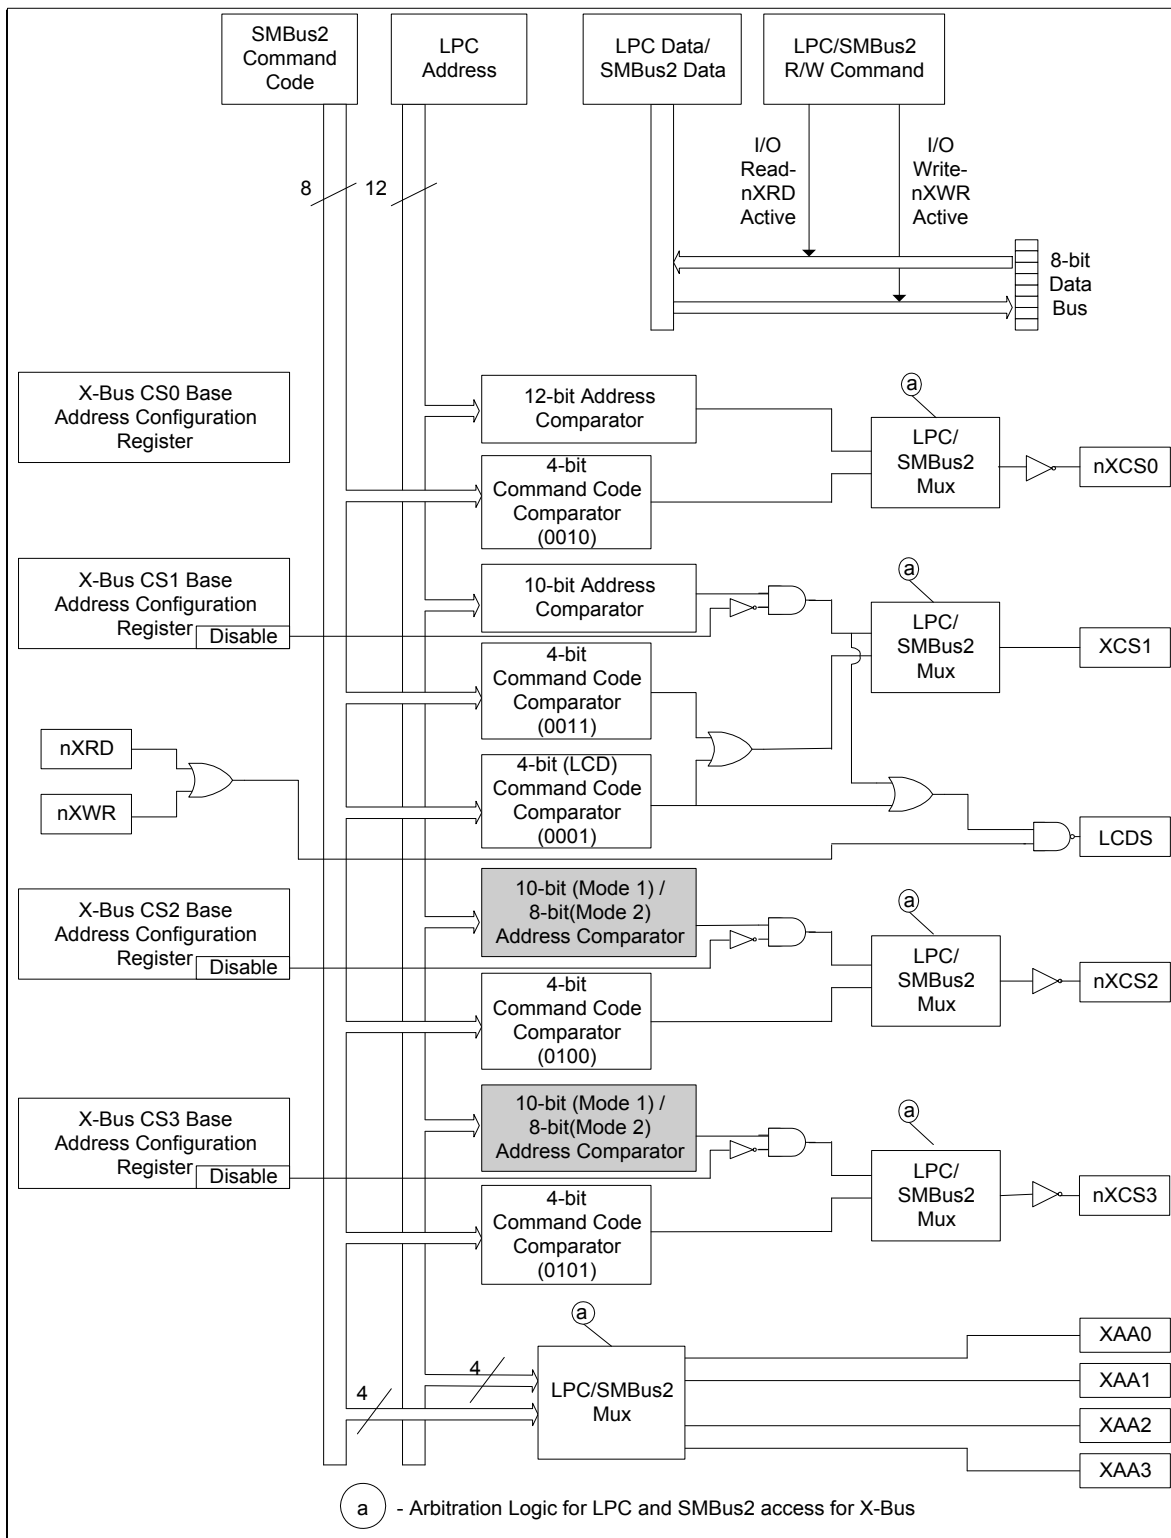 SMBus2
Command
Code
LPC
Address
LPC Data/
SMBus2 Data
LPC/SMBus2
R/W Command
8
12
I/O
Read-
nXRD
Active
I/O
Write-
nXWR
Active
8-bit
Data
Bus
X-Bus CS0 Base
Address Configuration
Register
12-bit Address
Comparator
4-bit
Command Code
Comparator
(0010)
a
LPC/
SMBus2
Mux
nXCS0
X-Bus CS1 Base
Address Configuration
Register
Disable
10-bit Address
Comparator
4-bit
Command Code
Comparator
(0011)
a
LPC/
SMBus2
Mux
XCS1
nXRD
nXWR
4-bit (LCD)
Command Code
Comparator
(0001)
LCDS
X-Bus CS2 Base
Address Configuration
Register
Disable
10-bit (Mode 1) /
8-bit(Mode 2)
Address Comparator
4-bit
Command Code
Comparator
(0100)
a
LPC/
SMBus2
Mux
nXCS2
X-Bus CS3 Base
Address Configuration
Register
Disable
10-bit (Mode 1) /
8-bit(Mode 2)
Address Comparator
4-bit
Command Code
Comparator
(0101)
a
LPC/
SMBus2
Mux
nXCS3
a
4
4
LPC/SMBus2
Mux
XAA0
XAA1
XAA2
XAA3
a - Arbitration Logic for LPC and SMBus2 access for X-Bus